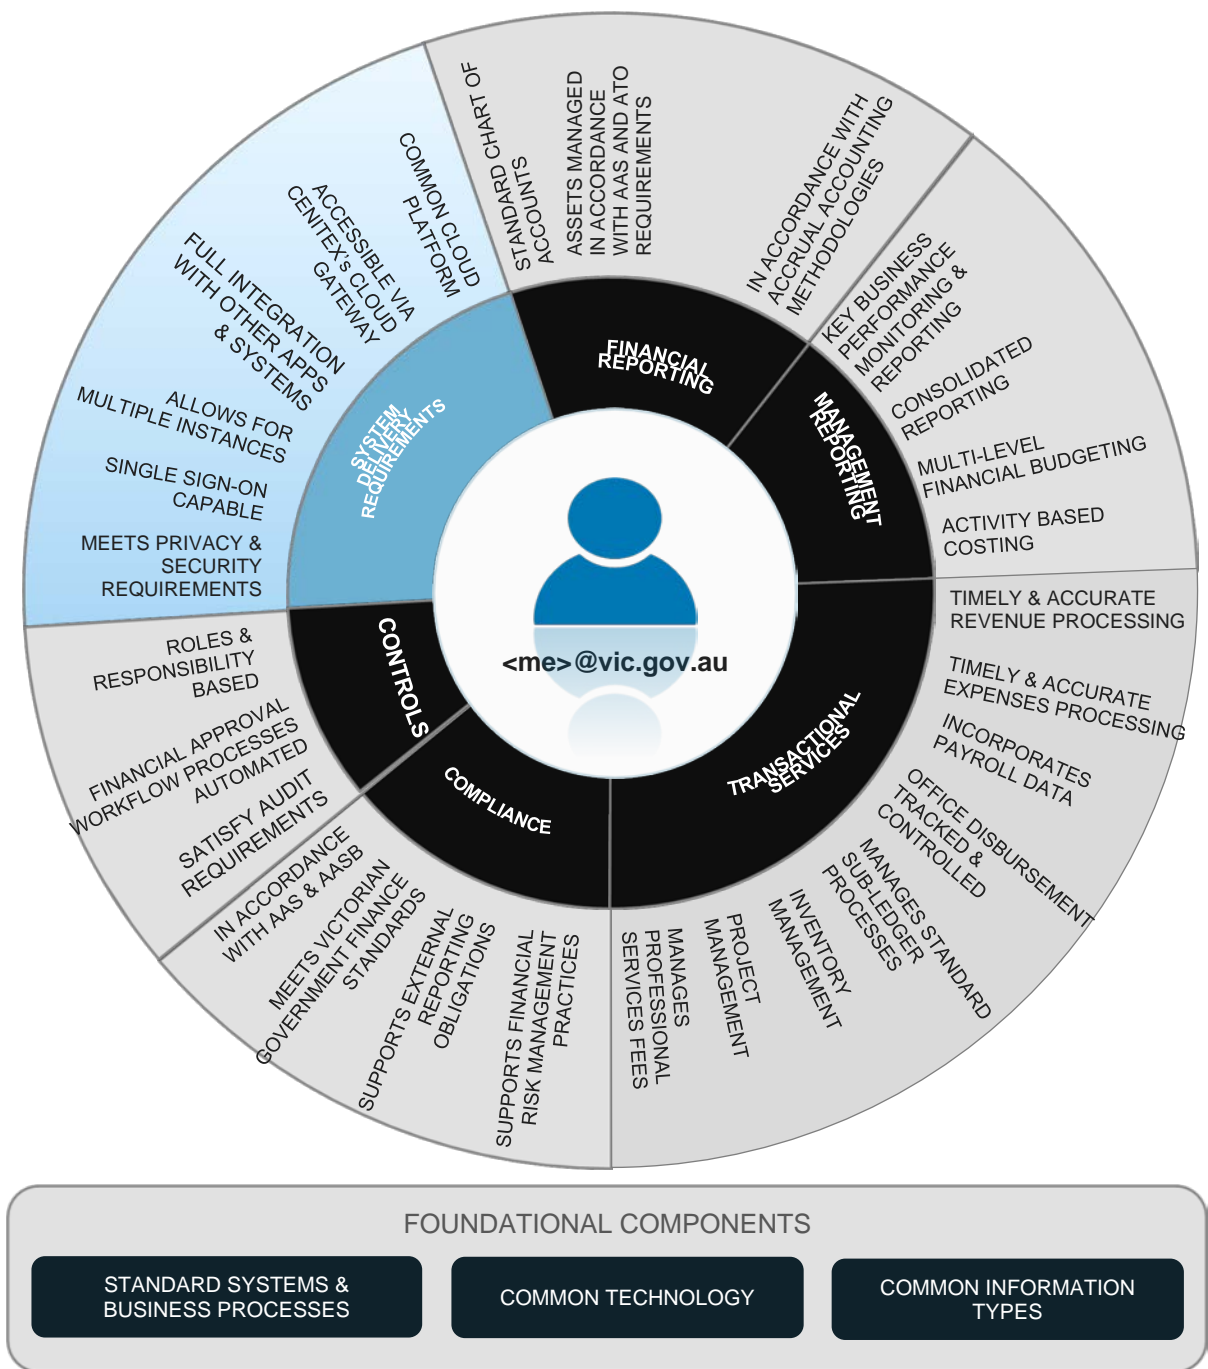 STANDARD CHART OF
ACCOUNTS
ASSETS MANAGED
IN ACCORDANCE
WITH AAS AND ATO
REQUIREMENTS
IN ACCORDANCE WITH
ACCRUAL ACCOUNTING
METHODOLOGIES
KEY BUSINESS
PERFORMANCE
MONITORING &
REPORTING
CONSOLIDATED
REPORTING
MULTI-LEVEL
FINANCIAL BUDGETING
ACTIVITY BASED
COSTING
TIMELY & ACCURATE
REVENUE PROCESSING
TIMELY & ACCURATE
EXPENSES PROCESSING
INCORPORATES
PAYROLL DATA
OFFICE DISBURSEMENT
TRACKED &
CONTROLLED
MANAGES STANDARD
SUB-LEDGER
PROCESSES
INVENTORY
MANAGEMENT
PROJECT
MANAGEMENT
MANAGES
PROFESSIONAL
SERVICES FEES
SUPPORTS FINANCIAL
RISK MANAGEMENT
PRACTICES
SUPPORTS EXTERNAL
REPORTING
OBLIGATIONS
MEETS VICTORIAN
GOVERNMENT FINANCE
STANDARDS
IN ACCORDANCE
WITH AAS & AASB
SATISFY AUDIT
REQUIREMENTS
FINANCIAL APPROVAL
WORKFLOW PROCESSES
AUTOMATED
ROLES &
RESPONSIBILITY
BASED
MEETS PRIVACY &
SECURITY
REQUIREMENTS
SINGLE SIGN-ON
CAPABLE
ALLOWS FOR
MULTIPLE INSTANCES
FULL INTEGRATION
WITH OTHER APPS
& SYSTEMS
ACCESSIBLE VIA
CENITEX's CLOUD
GATEWAY
COMMON CLOUD
PLATFORM
FINANCIAL
REPORTING
MANAGEMENT
REPORTING
TRANSACTIONAL
SERVICES
COMPLIANCE
CONTROLS
SYSTEM
DELIVERY
REQUIREMENTS
<me>@vic.gov.au
FOUNDATIONAL COMPONENTS
STANDARD SYSTEMS &
BUSINESS PROCESSES
COMMON TECHNOLOGY
COMMON INFORMATION
TYPES